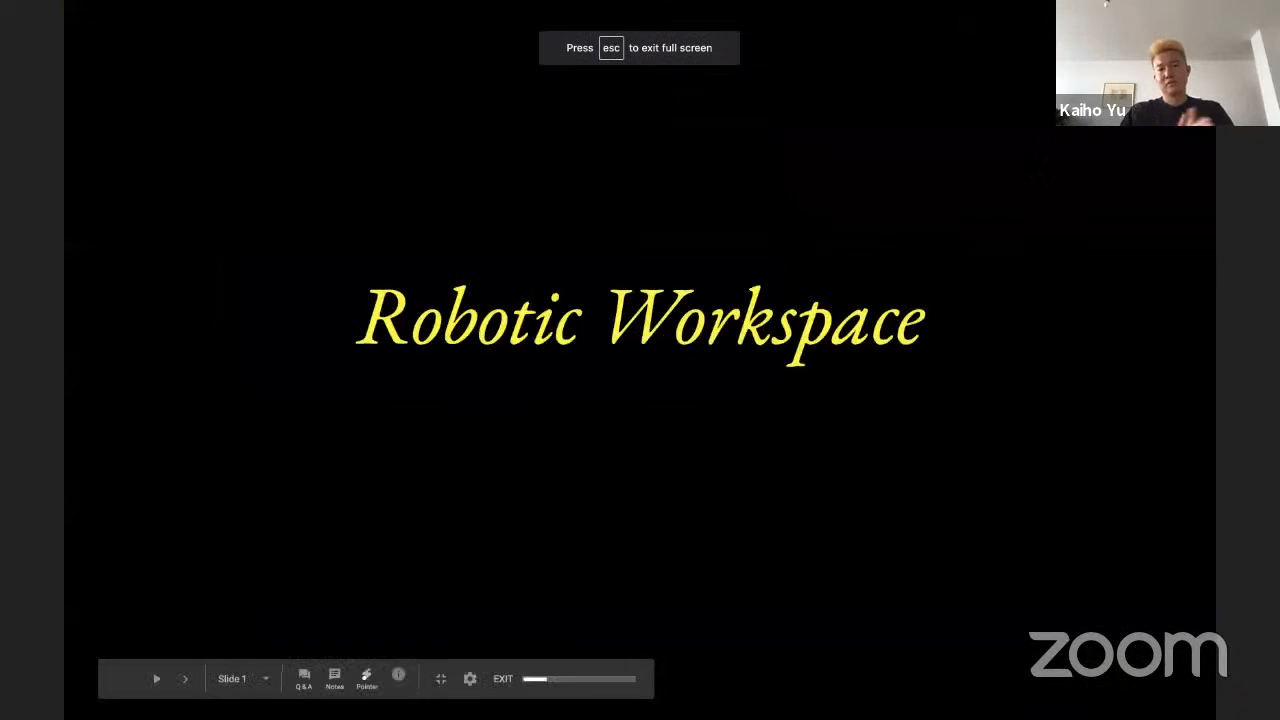 Press esc to exit full screen
Kaiho Yu
Robotic Workspace
Slide 1
Q&A
Notes
Pointer
EXIT
zoom